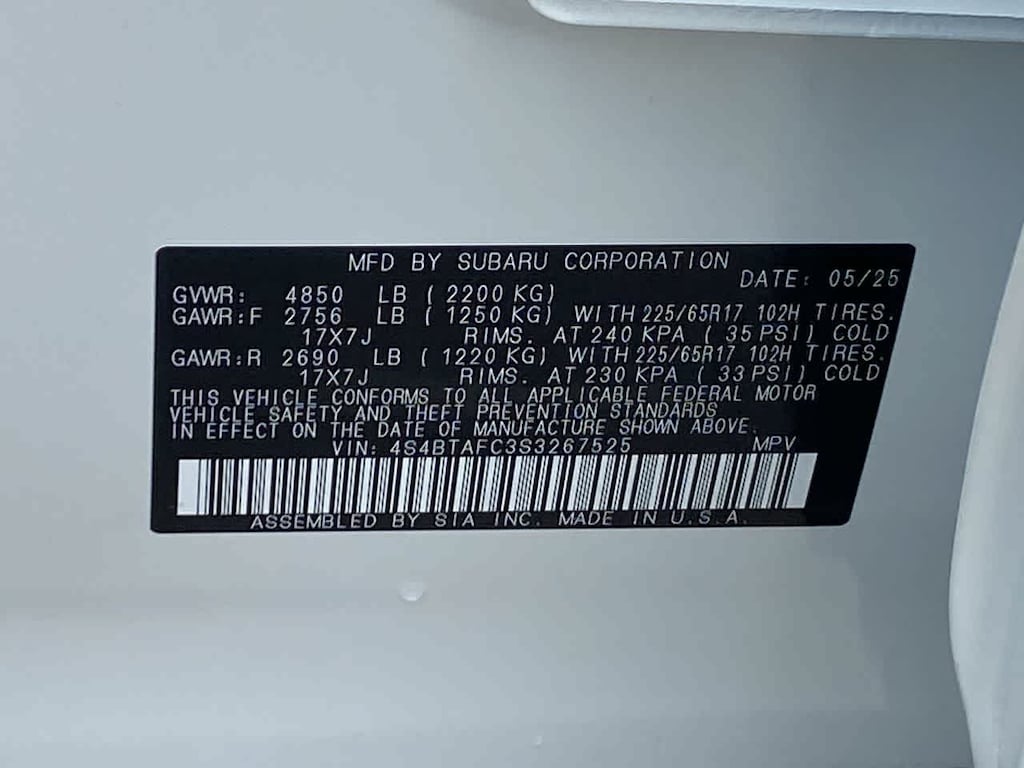 MFD BY SUBARU CORPORATION
DATE: 05/25
GVWR: 4850 LB ( 2200 KG)
GAWR:F 2756 LB ( 1250 KG) WITH 225/65R17 102H TIRES.
17X7J RIMS. AT 240 KPA ( 35 PSI) COLD
GAWR:R 2690 LB ( 1220 KG) WITH 225/65R17 102H TIRES.
17X7J RIMS. AT 230 KPA ( 33 PSI) COLD
THIS VEHICLE CONFORMS TO ALL APPLICABLE FEDERAL MOTOR
VEHICLE SAFETY AND THEFT PREVENTION STANDARDS
IN EFFECT ON THE DATE OF MANUFACTURE SHOWN ABOVE.
VIN: 4S4BTAFC3S3267525 MPV
ASSEMBLED BY SIA INC. MADE IN U.S.A.